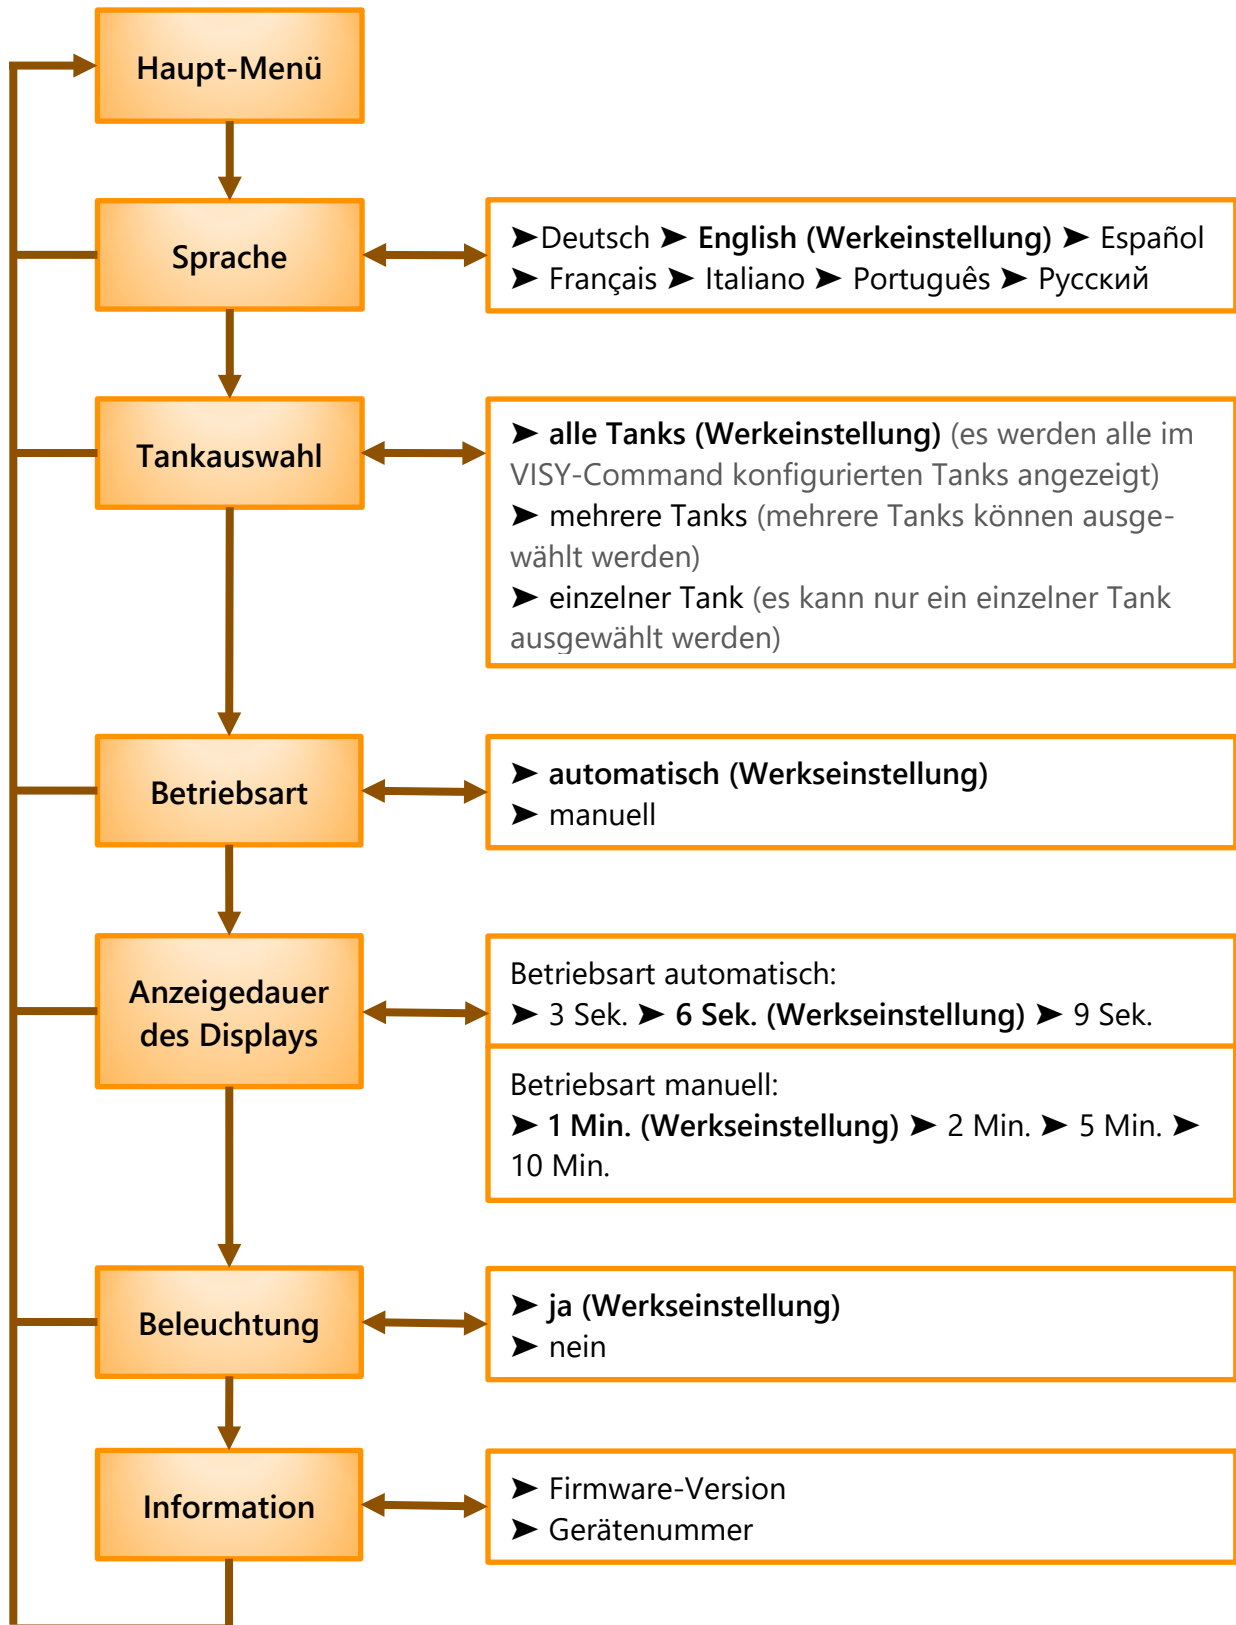 Haupt-Menü
Sprache
➤Deutsch ➤ English (Werkeinstellung) ➤ Español
➤ Français ➤ Italiano ➤ Português ➤ Русский
Tankauswahl
➤ alle Tanks (Werkeinstellung) (es werden alle im
VISY-Command konfigurierten Tanks angezeigt)
➤ mehrere Tanks (mehrere Tanks können ausge-
wählt werden)
➤ einzelner Tank (es kann nur ein einzelner Tank
ausgewählt werden)
Betriebsart
➤ automatisch (Werkseinstellung)
➤ manuell
Anzeigedauer
des Displays
Betriebsart automatisch:
➤ 3 Sek. ➤ 6 Sek. (Werkseinstellung) ➤ 9 Sek.
Betriebsart manuell:
➤ 1 Min. (Werkseinstellung) ➤ 2 Min. ➤ 5 Min. ➤
10 Min.
Beleuchtung
➤ ja (Werkseinstellung)
➤ nein
Information
➤ Firmware-Version
➤ Gerätenummer